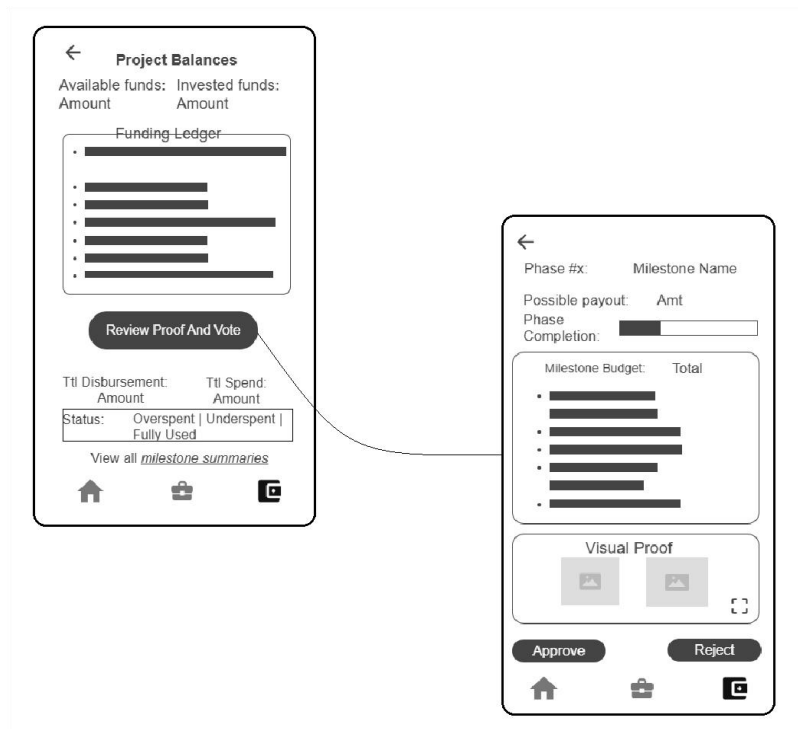 Project Balances
Available funds: Invested funds:
Amount Amount
Funding Ledger
Review Proof And Vote
Ttl Disbursement: Ttl Spend:
Amount Amount
Status: Overspent | Underspent |
Fully Used
View all milestone summaries
Phase #x: Milestone Name
Possible payout: Amt
Phase
Completion:
Milestone Budget: Total
Visual Proof
Approve Reject